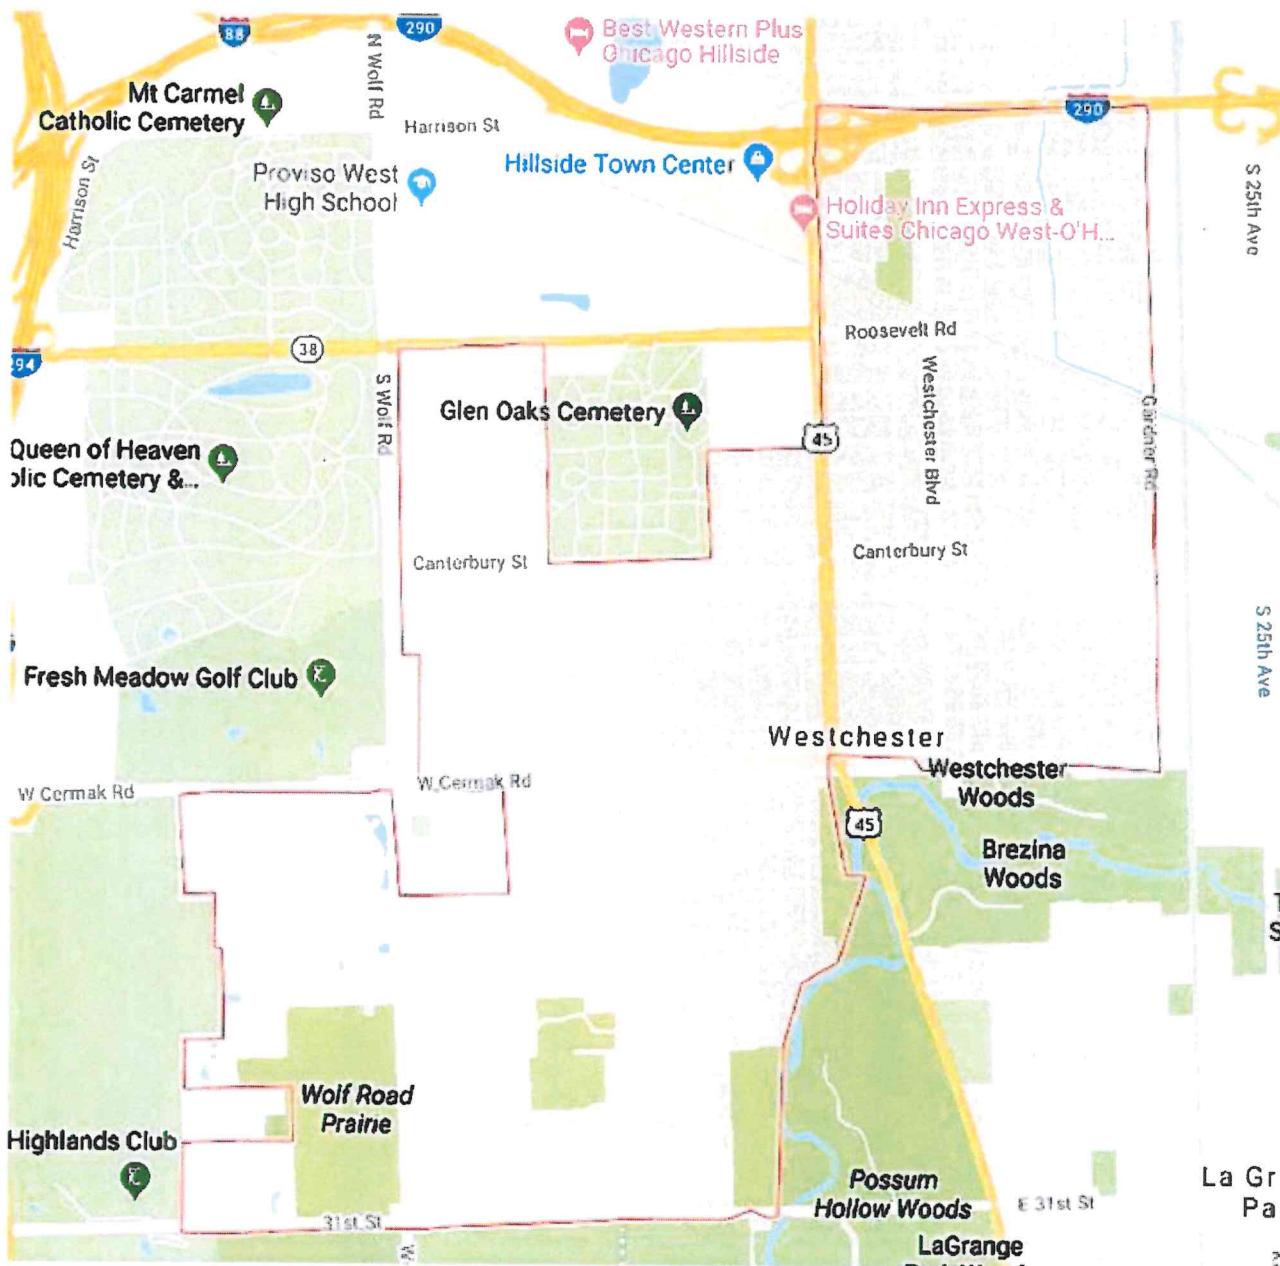 88
290
Best Western Plus
Chicago Hillside
N Wolf Rd
Mt Carmel
Catholic Cemetery
Harrison St
290
Harrison St
Hillside Town Center
Proviso West
High School
S 25th Ave
Holiday Inn Express &
Suites Chicago West-O'H...
Roosevelt Rd
38
94
Westchester Blvd
S Wolf Rd
Glen Oaks Cemetery
Gardner Rd
45
Queen of Heaven
olic Cemetery &...
Canterbury St
Canterbury St
S 25th Ave
Fresh Meadow Golf Club
Westchester
Westchester
Woods
W Cermak Rd
W Cermak Rd
45
Brezina
Woods
T
S
Wolf Road
Prairie
Highlands Club
Possum
Hollow Woods
La Gr
Pa
E 31st St
31st St
W
LaGrange